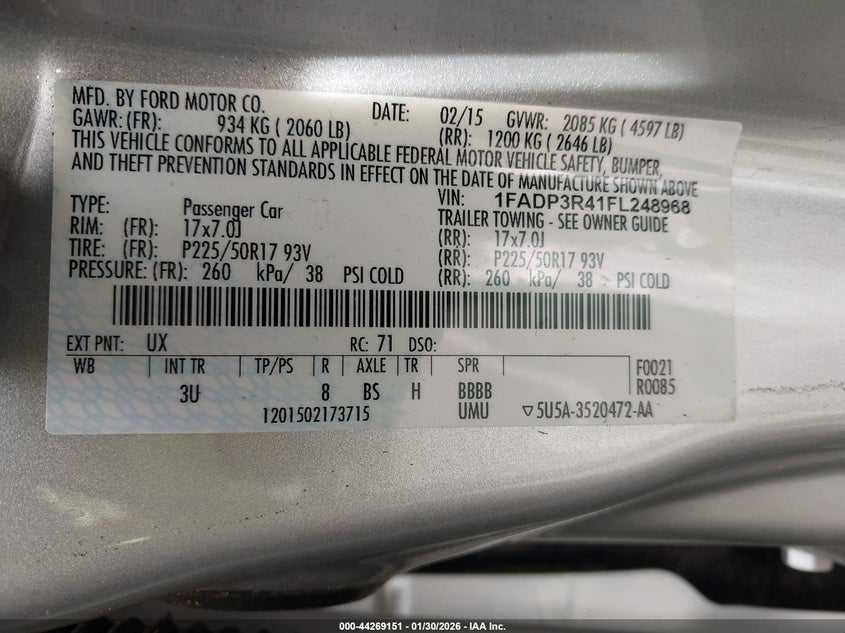 MFD. BY FORD MOTOR CO. DATE: 02/15 GVWR: 2085 KG ( 4597 LB)
GAWR: (FR): 934 KG ( 2060 LB) (RR): 1200 KG ( 2646 LB)
THIS VEHICLE CONFORMS TO ALL APPLICABLE FEDERAL MOTOR VEHICLE SAFETY, BUMPER,
AND THEFT PREVENTION STANDARDS IN EFFECT ON THE DATE OF MANUFACTURE SHOWN ABOVE
VIN: 1FADP3R41FL248968
TYPE: Passenger Car TRAILER TOWING - SEE OWNER GUIDE
RIM: (FR): 17x7.0J (RR): 17x7.0J
TIRE: (FR): P225/50R17 93V (RR): P225/50R17 93V
PRESSURE: (FR): 260 kPa/ 38 PSI COLD (RR): 260 kPa/ 38 PSI COLD
EXT PNT: UX RC: 71 DSO:
WB INT TR TP/PS R AXLE TR SPR F0021
3U 8 BS H BBBB R0085
1201502173715 UMU ▽5U5A-3520472-AA
000-44269151 — 01/30/2026 — IAA Inc.